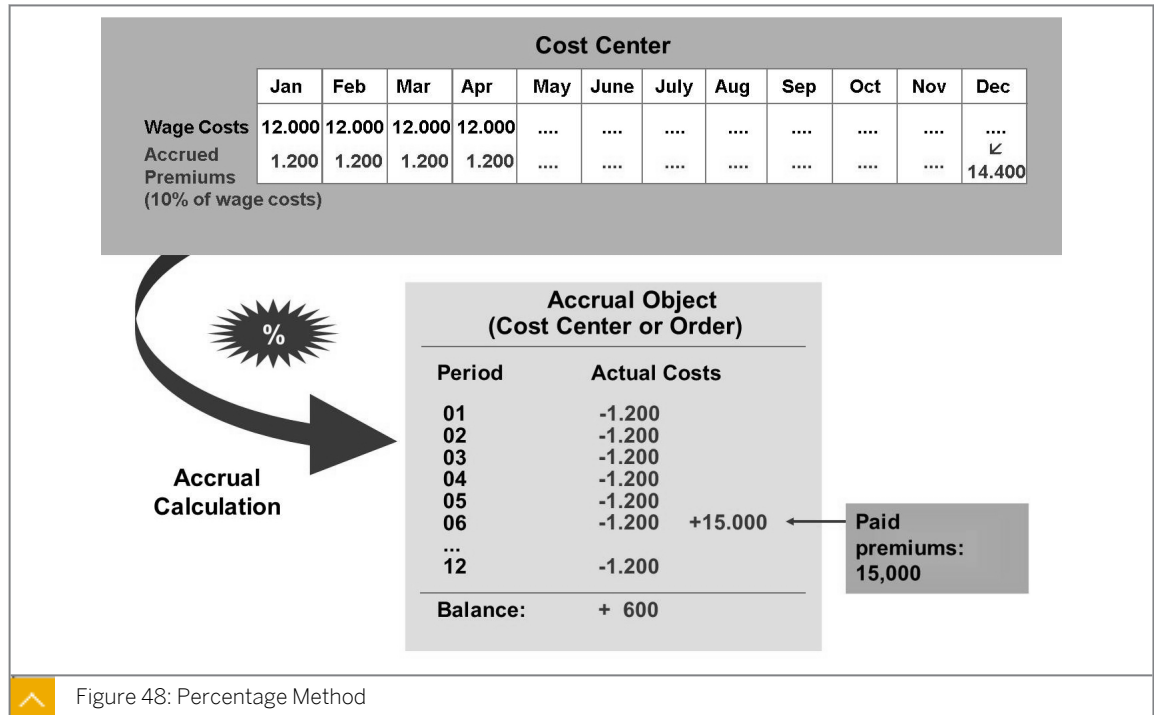 Cost Center
Jan Feb Mar Apr May June July Aug Sep Oct Nov Dec
Wage Costs 12.000 12.000 12.000 12.000 .... .... .... .... .... .... .... ....
Accrued
Premiums 1.200 1.200 1.200 1.200 .... .... .... .... .... .... .... 14.400
(10% of wage costs)
%
Accrual
Calculation
Accrual Object
(Cost Center or Order)
Period Actual Costs
01 -1.200
02 -1.200
03 -1.200
04 -1.200
05 -1.200
06 -1.200 +15.000
...
12 -1.200
Balance: + 600
Paid
premiums:
15,000
Figure 48: Percentage Method